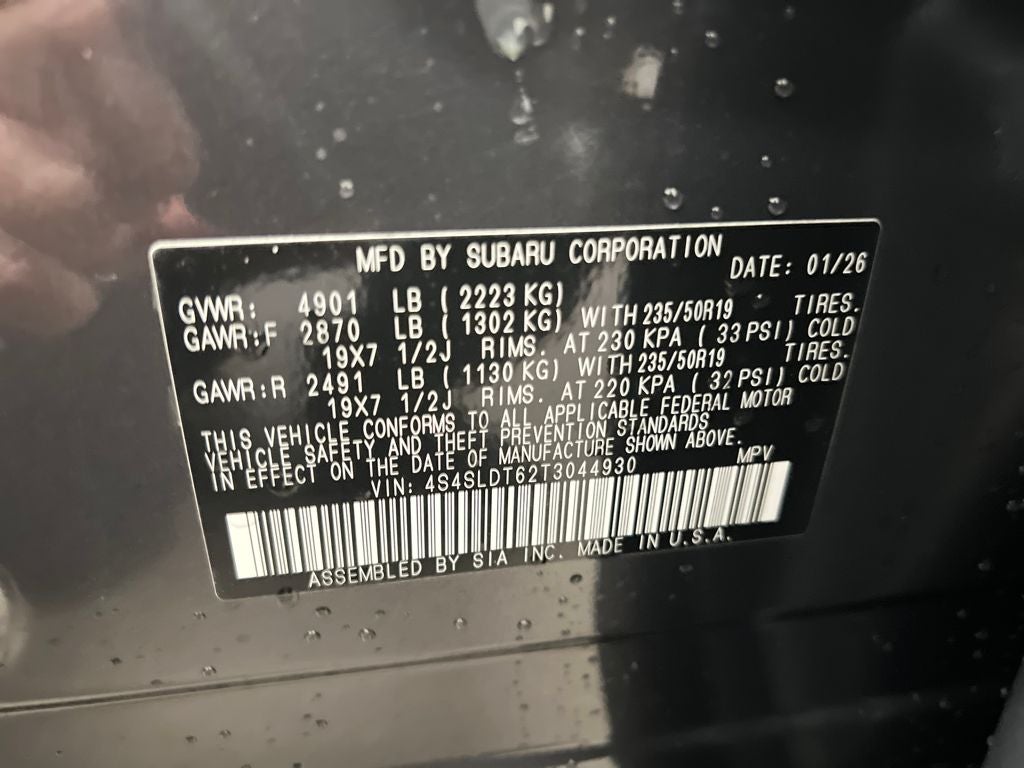 MFD BY SUBARU CORPORATION DATE: 01/26
GVWR: 4901 LB ( 2223 KG)
GAWR:F 2870 LB ( 1302 KG) WITH 235/50R19 TIRES.
19X7 1/2J RIMS. AT 230 KPA ( 33 PSI) COLD
GAWR:R 2491 LB ( 1130 KG) WITH 235/50R19 TIRES.
19X7 1/2J RIMS. AT 220 KPA ( 32 PSI) COLD
THIS VEHICLE CONFORMS TO ALL APPLICABLE FEDERAL MOTOR
VEHICLE SAFETY AND THEFT PREVENTION STANDARDS
IN EFFECT ON THE DATE OF MANUFACTURE SHOWN ABOVE.
VIN: 4S4SLDT62T3044930 MPV
ASSEMBLED BY SIA INC. MADE IN U.S.A.